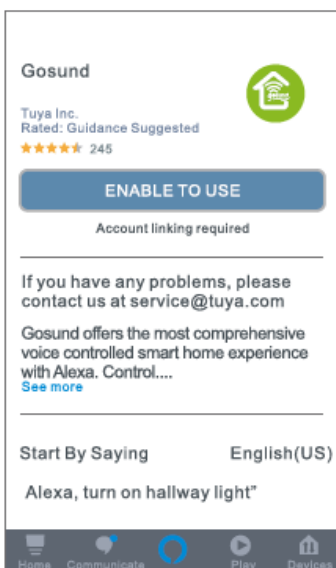 Gosund
Tuya Inc.
Rated: Guidance Suggested
245
ENABLE TO USE
Account linking required
If you have any problems, please
contact us at service@tuya.com
Gosund offers the most comprehensive
voice controlled smart home experience
with Alexa. Control....
See more
Start By Saying English(US)
Alexa, turn on hallway light"
Home Communicate Play Devices